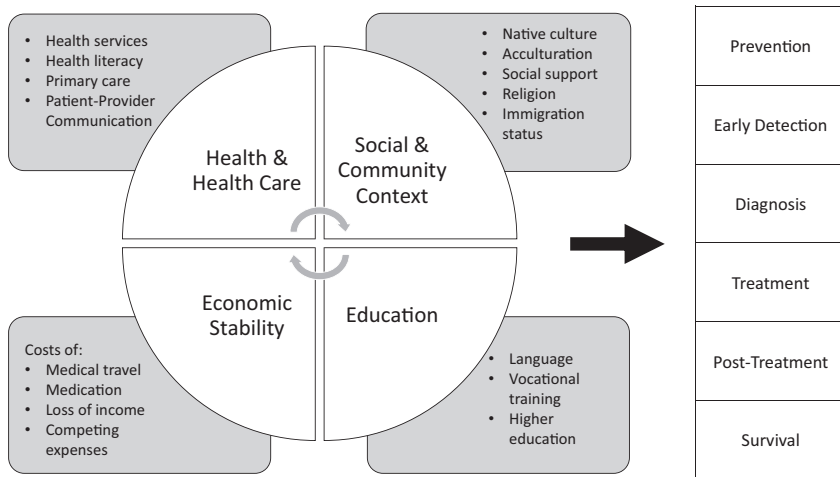 • Health services
• Health literacy
• Primary care
• Patient-Provider
Communication
• Native culture
• Acculturation
• Social support
• Religion
• Immigration
status
Health &
Health Care
Social &
Community
Context
Economic
Stability
Education
Costs of:
• Medical travel
• Medication
• Loss of income
• Competing
expenses
• Language
• Vocational
training
• Higher
education
Prevention
Early Detection
Diagnosis
Treatment
Post-Treatment
Survival